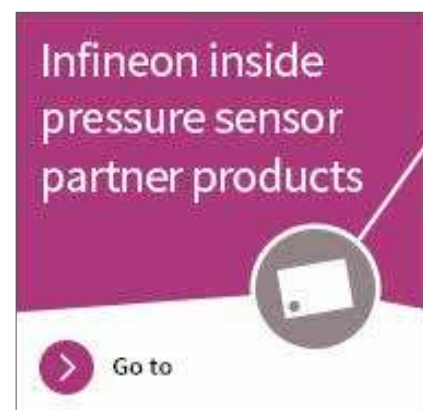 Infineon inside
pressure sensor
partner products
Go to